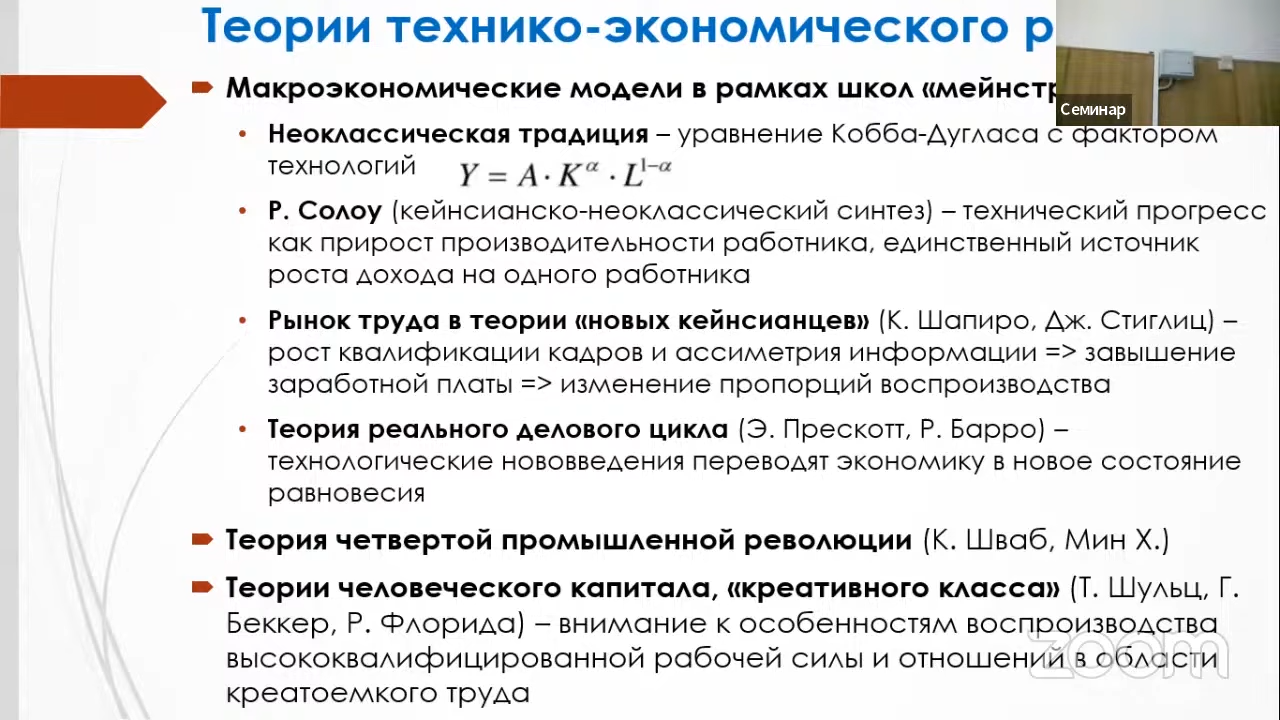 Теории технико-экономического р
Макроэкономические модели в рамках школ «мейнстр
Семинар
Неоклассическая традиция – уравнение Кобба-Дугласа с фактором
технологий Y = A · K^α · L^{1–α}
Р. Солоу (кейнсианско-неоклассический синтез) – технический прогресс
как прирост производительности работника, единственный источник
роста дохода на одного работника
Рынок труда в теории «новых кейнсианцев» (К. Шапиро, Дж. Стиглиц) –
рост квалификации кадров и ассиметрия информации => завышение
заработной платы => изменение пропорций воспроизводства
Теория реального делового цикла (Э. Прескотт, Р. Барро) –
технологические нововведения переводят экономику в новое состояние
равновесия
Теория четвертой промышленной революции (К. Шваб, Мин Х.)
Теории человеческого капитала, «креативного класса» (Т. Шульц, Г.
Беккер, Р. Флорида) – внимание к особенностям воспроизводства
высококвалифицированной рабочей силы и отношений в области
креатоемкого труда
zoom